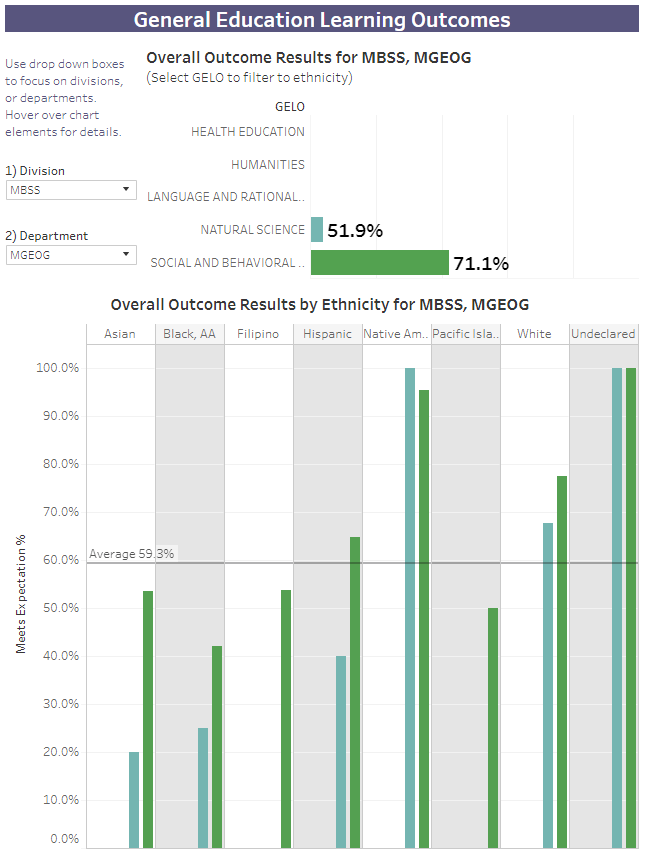 General Education Learning Outcomes
Use drop down boxes
to focus on divisions,
or departments.
Hover over chart
elements for details.
1) Division
MBSS
2) Department
MGEOG
Overall Outcome Results for MBSS, MGEOG
(Select GELO to filter to ethnicity)
GELO
HEALTH EDUCATION
HUMANITIES
LANGUAGE AND RATIONAL..
NATURAL SCIENCE 51.9%
SOCIAL AND BEHAVIORAL .. 71.1%
Overall Outcome Results by Ethnicity for MBSS, MGEOG
Asian Black, AA Filipino Hispanic Native Am.. Pacific Isla.. White Undeclared
Meets Expectation %
100.0%
90.0%
80.0%
70.0%
Average 59.3%
60.0%
50.0%
40.0%
30.0%
20.0%
10.0%
0.0%